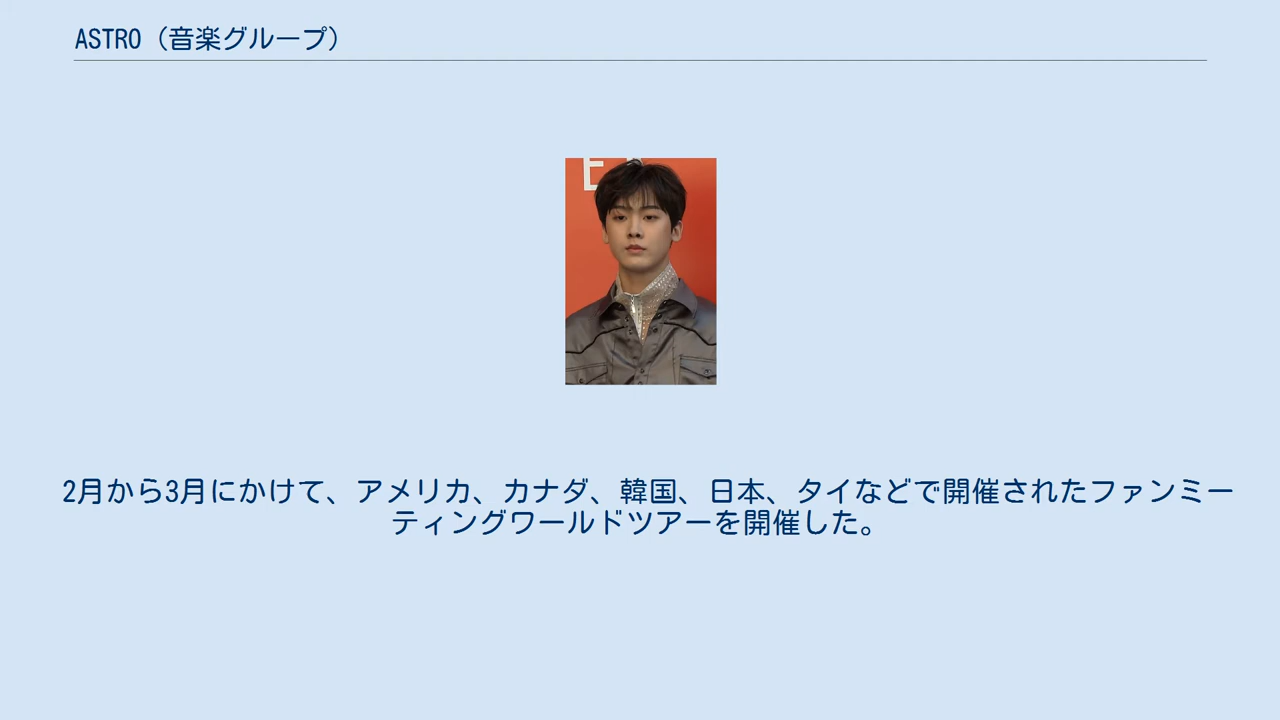 ASTRO（音楽グループ）
2月から3月にかけて、アメリカ、カナダ、韓国、日本、タイなどで開催されたファンミー
ティングワールドツアーを開催した。